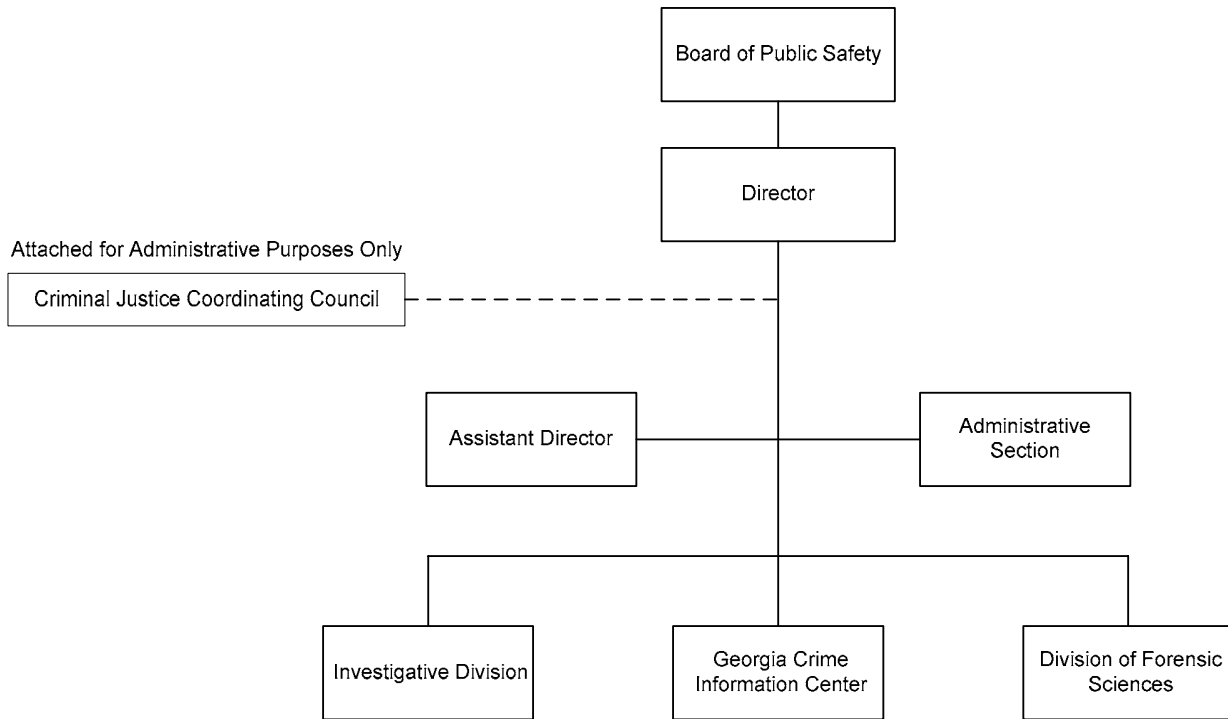 Board of Public Safety
Director
Attached for Administrative Purposes Only
Criminal Justice Coordinating Council
Assistant Director
Administrative
Section
Investigative Division
Georgia Crime
Information Center
Division of Forensic
Sciences